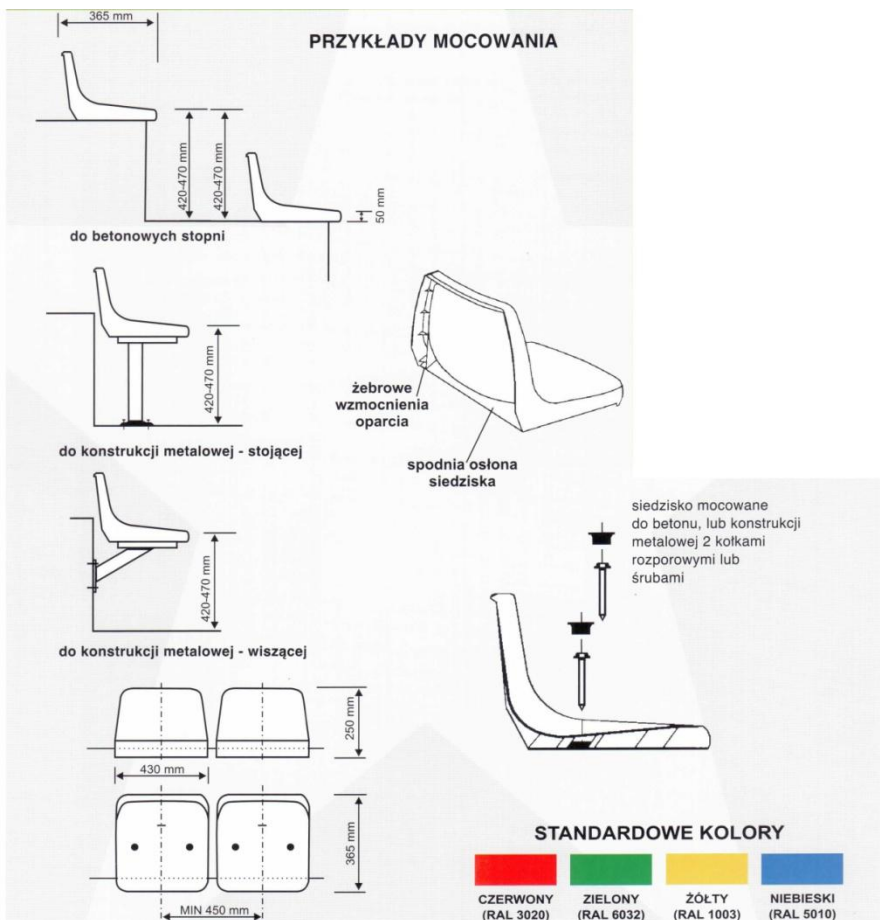 365 mm
PRZYKŁADY MOCOWANIA
420-470 mm
420-470 mm
50 mm
do betonowych stopni
420-470 mm
do konstrukcji metalowej - stojącej
żebrowe
wzmocnienia
oparcia
spodnia osłona
siedziska
420-470 mm
do konstrukcji metalowej - wiszącej
siedzisko mocowane
do betonu, lub konstrukcji
metalowej 2 kołkami
rozporowymi lub
śrubami
250 mm
430 mm
365 mm
MIN 450 mm
STANDARDOWE KOLORY
CZERWONY
(RAL 3020)
ZIELONY
(RAL 6032)
ŻÓŁTY
(RAL 1003)
NIEBIESKI
(RAL 5010)